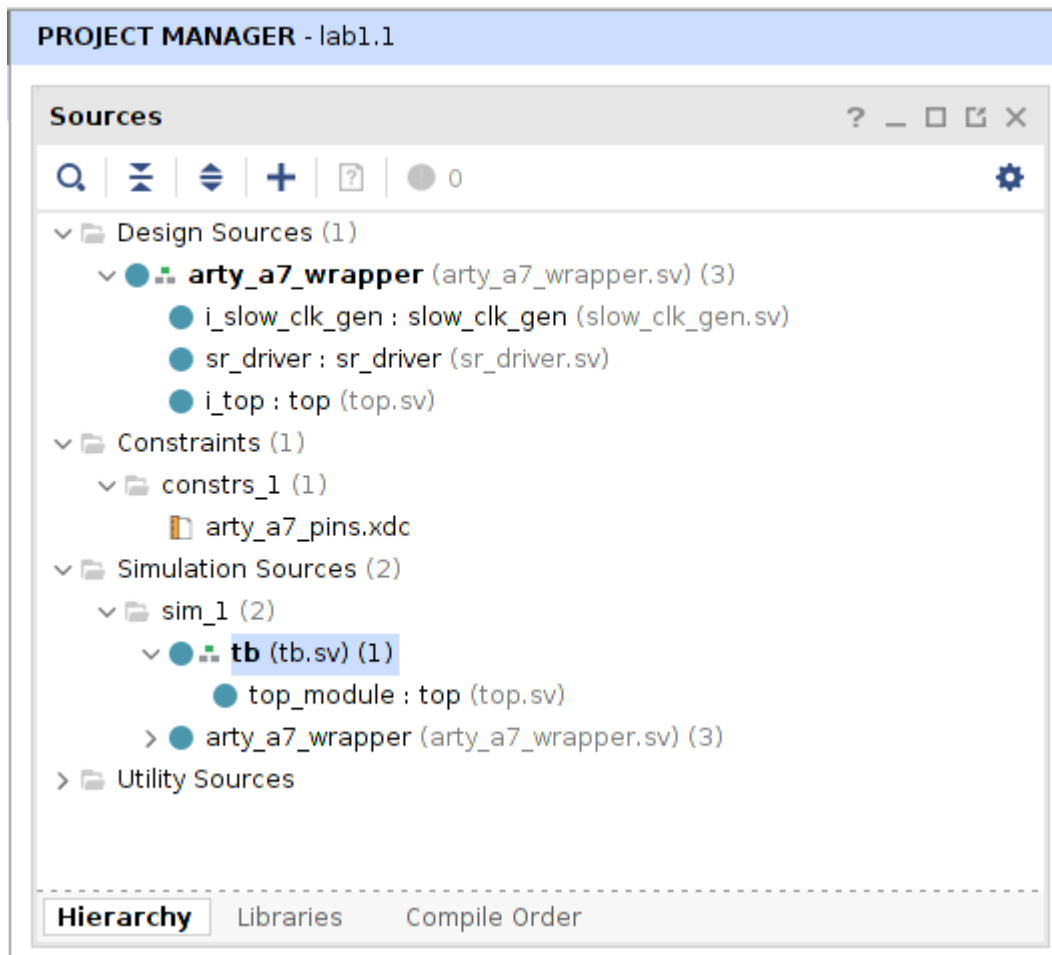 PROJECT MANAGER - lab1.1
Sources
? 0
Design Sources (1)
arty_a7_wrapper (arty_a7_wrapper.sv) (3)
i_slow_clk_gen : slow_clk_gen (slow_clk_gen.sv)
sr_driver : sr_driver (sr_driver.sv)
i_top : top (top.sv)
Constraints (1)
constrs_1 (1)
arty_a7_pins.xdc
Simulation Sources (2)
sim_1 (2)
tb (tb.sv) (1)
top_module : top (top.sv)
arty_a7_wrapper (arty_a7_wrapper.sv) (3)
Utility Sources
Hierarchy Libraries Compile Order